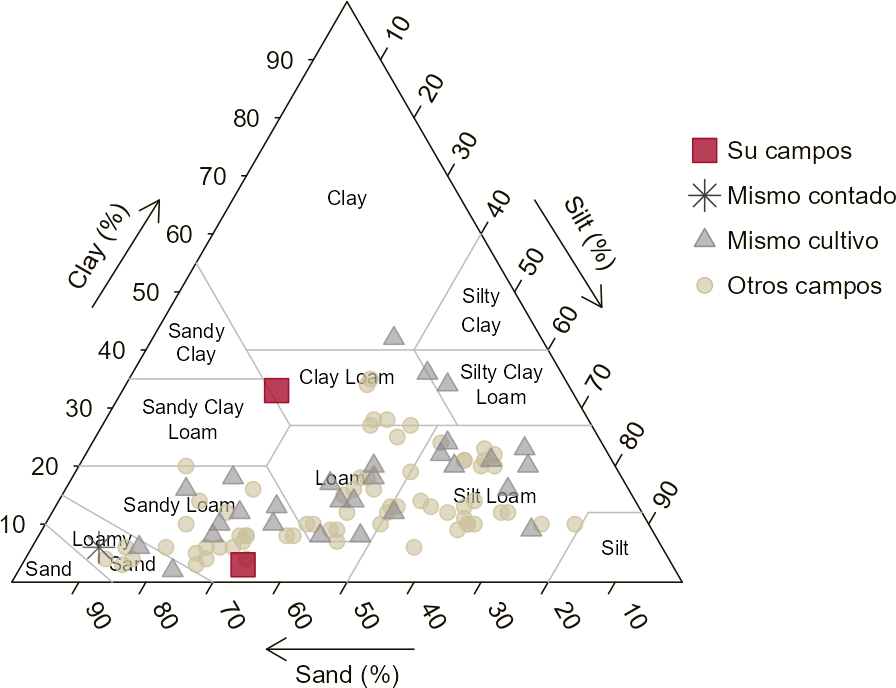 10
90
20
80
30
70
Clay
40
60
50
50
60
40
70
30
80
20
90
10
Clay (%)
Silt (%)
Silty
Clay
Sandy
Clay
Clay Loam
Silty Clay
Loam
Sandy Clay
Loam
Loam
Silt Loam
Sandy Loam
Loamy
Sand
Sand
Silt
90
80
70
60
50
40
30
20
10
Sand (%)
Su campos
Mismo contado
Mismo cultivo
Otros campos